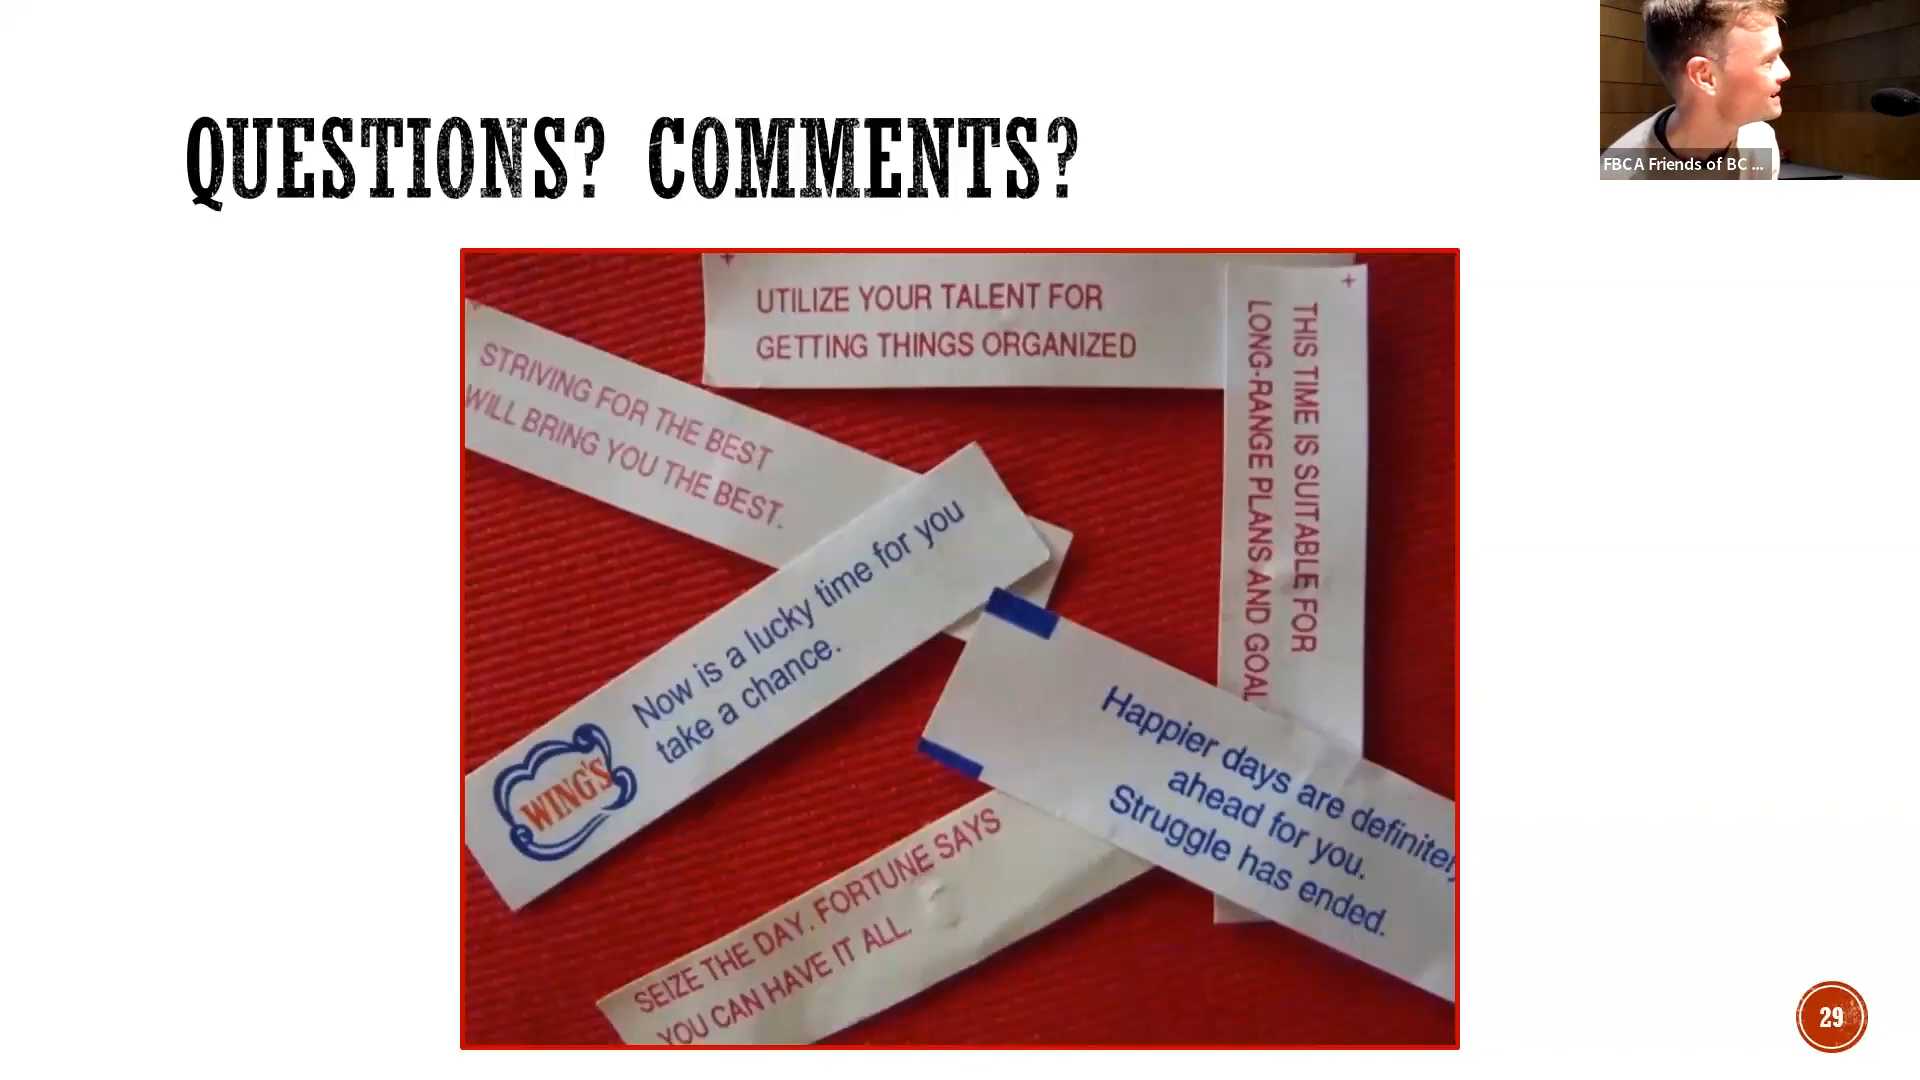 QUESTIONS? COMMENTS?
FBCA Friends of BC ...
UTILIZE YOUR TALENT FOR
GETTING THINGS ORGANIZED
THIS TIME IS SUITABLE FOR
LONG-RANGE PLANS AND GOAL
STRIVING FOR THE BEST
WILL BRING YOU THE BEST.
Now is a lucky time for you
take a chance.
WING'S
Happier days are definitely
ahead for you.
Struggle has ended.
SEIZE THE DAY. FORTUNE SAYS
YOU CAN HAVE IT ALL.
29